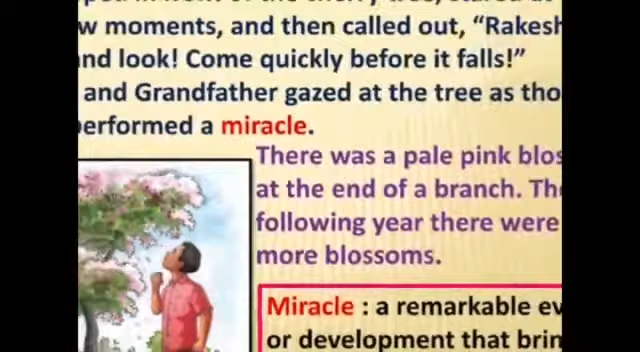 w moments, and then called out, "Rakesh
and look! Come quickly before it falls!"
and Grandfather gazed at the tree as tho
performed a miracle.
There was a pale pink blos
at the end of a branch. Th
following year there were
more blossoms.
Miracle : a remarkable ev
or development that brin